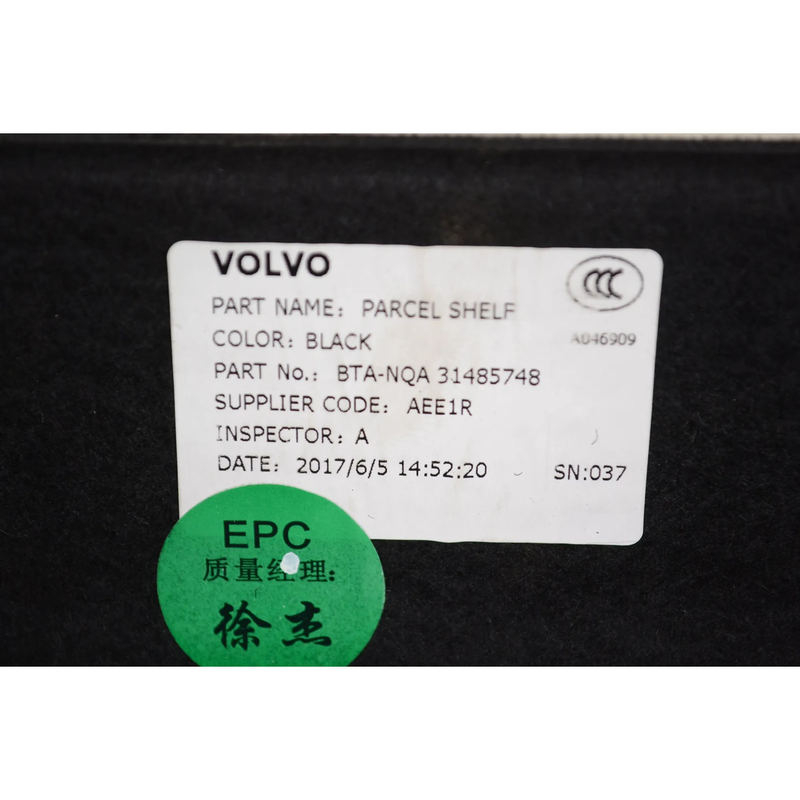 VOLVO
CCC
PART NAME: PARCEL SHELF
COLOR: BLACK
A046909
PART No.: BTA-NQA 31485748
SUPPLIER CODE: AEE1R
INSPECTOR: A
DATE: 2017/6/5 14:52:20 SN:037
EPC
质量经理:
徐杰